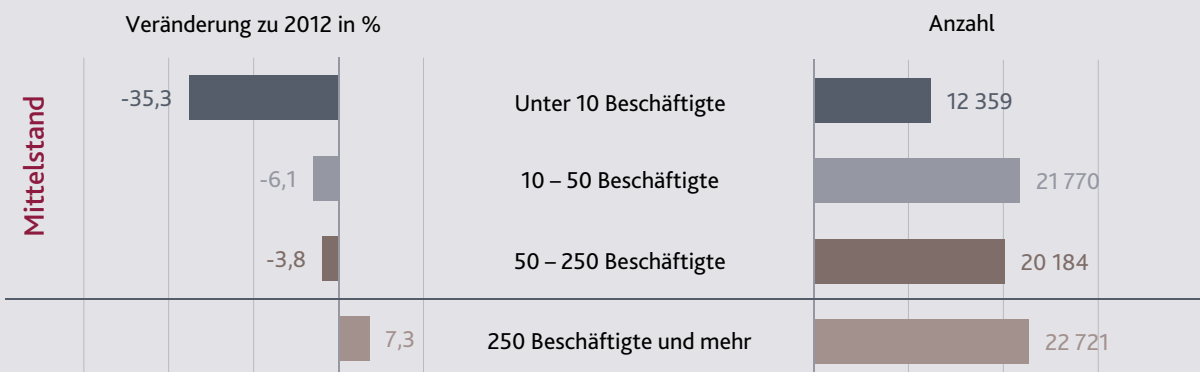 Veränderung zu 2012 in %
Anzahl
Mittelstand
-35,3
Unter 10 Beschäftigte
12 359
-6,1
10 – 50 Beschäftigte
21 770
-3,8
50 – 250 Beschäftigte
20 184
7,3
250 Beschäftigte und mehr
22 721